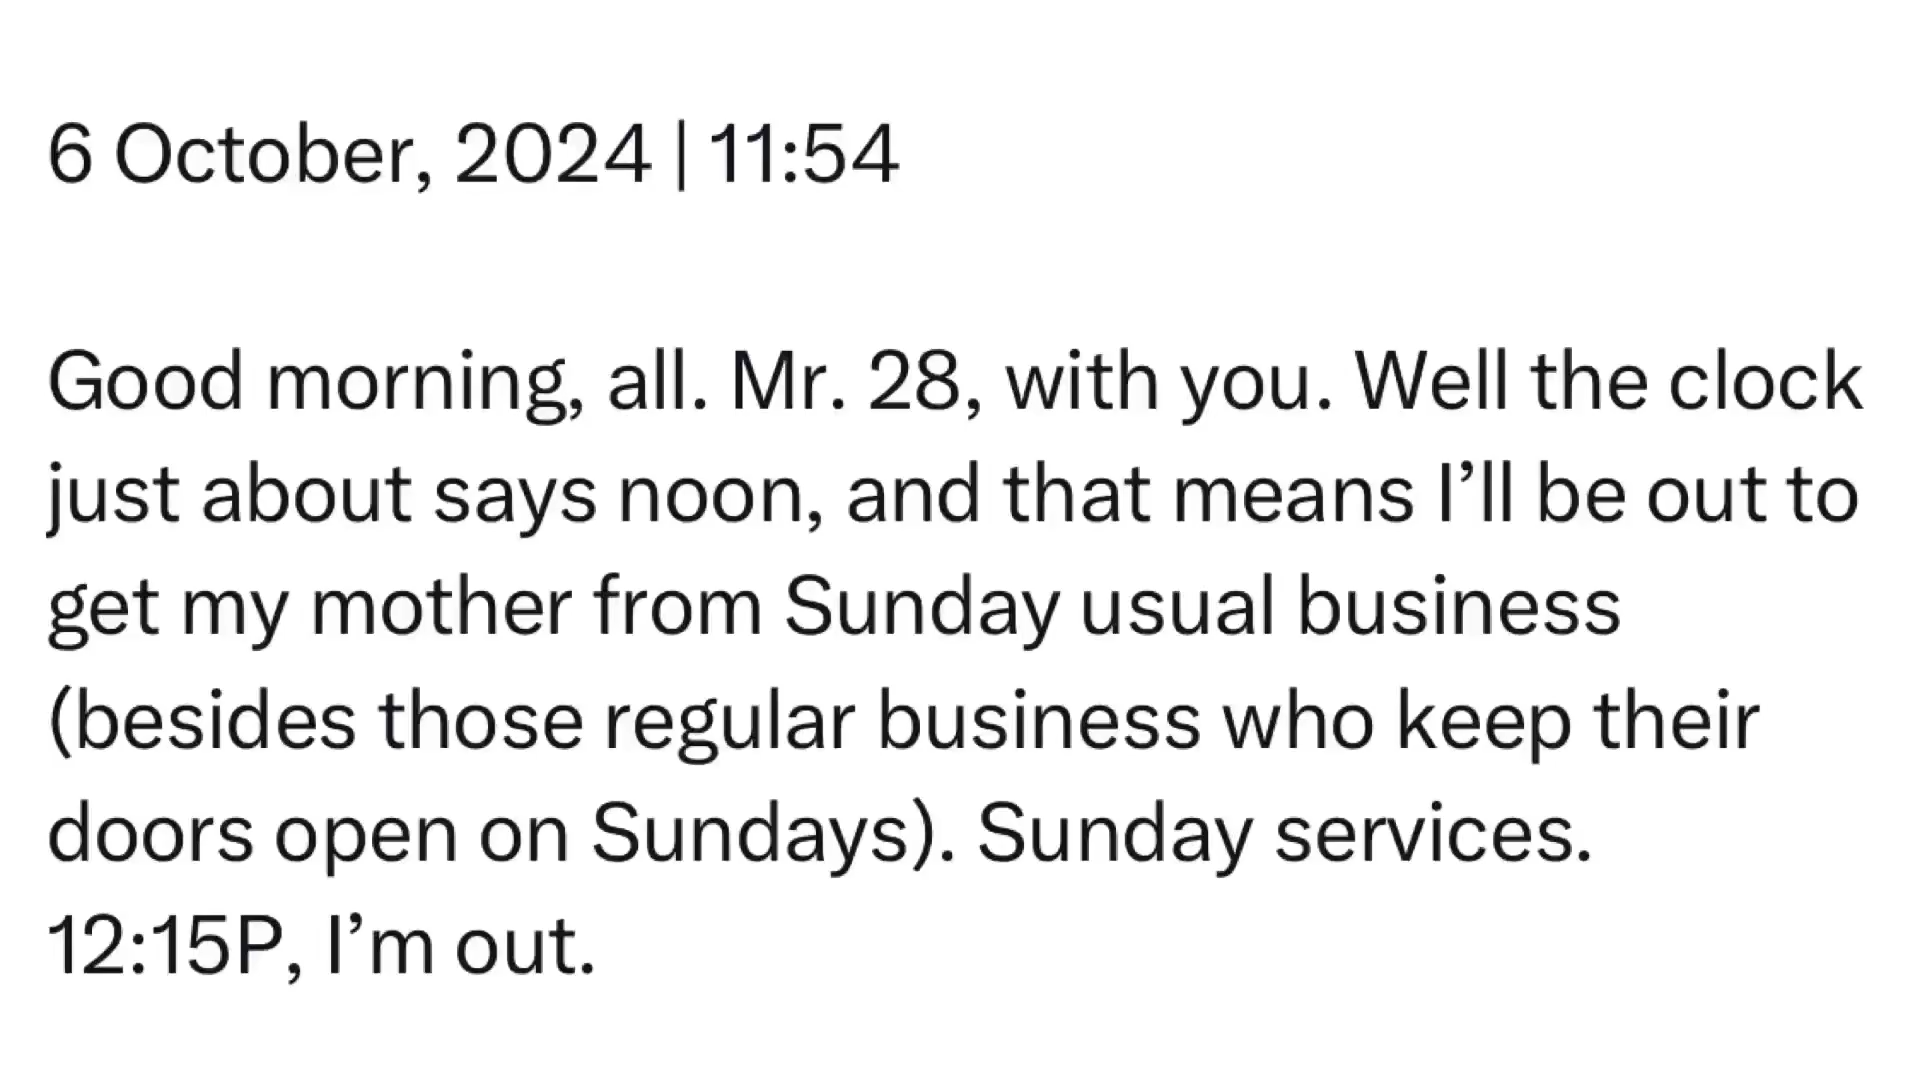 6 October, 2024 | 11:54
Good morning, all. Mr. 28, with you. Well the clock
just about says noon, and that means I’ll be out to
get my mother from Sunday usual business
(besides those regular business who keep their
doors open on Sundays). Sunday services.
12:15P, I’m out.